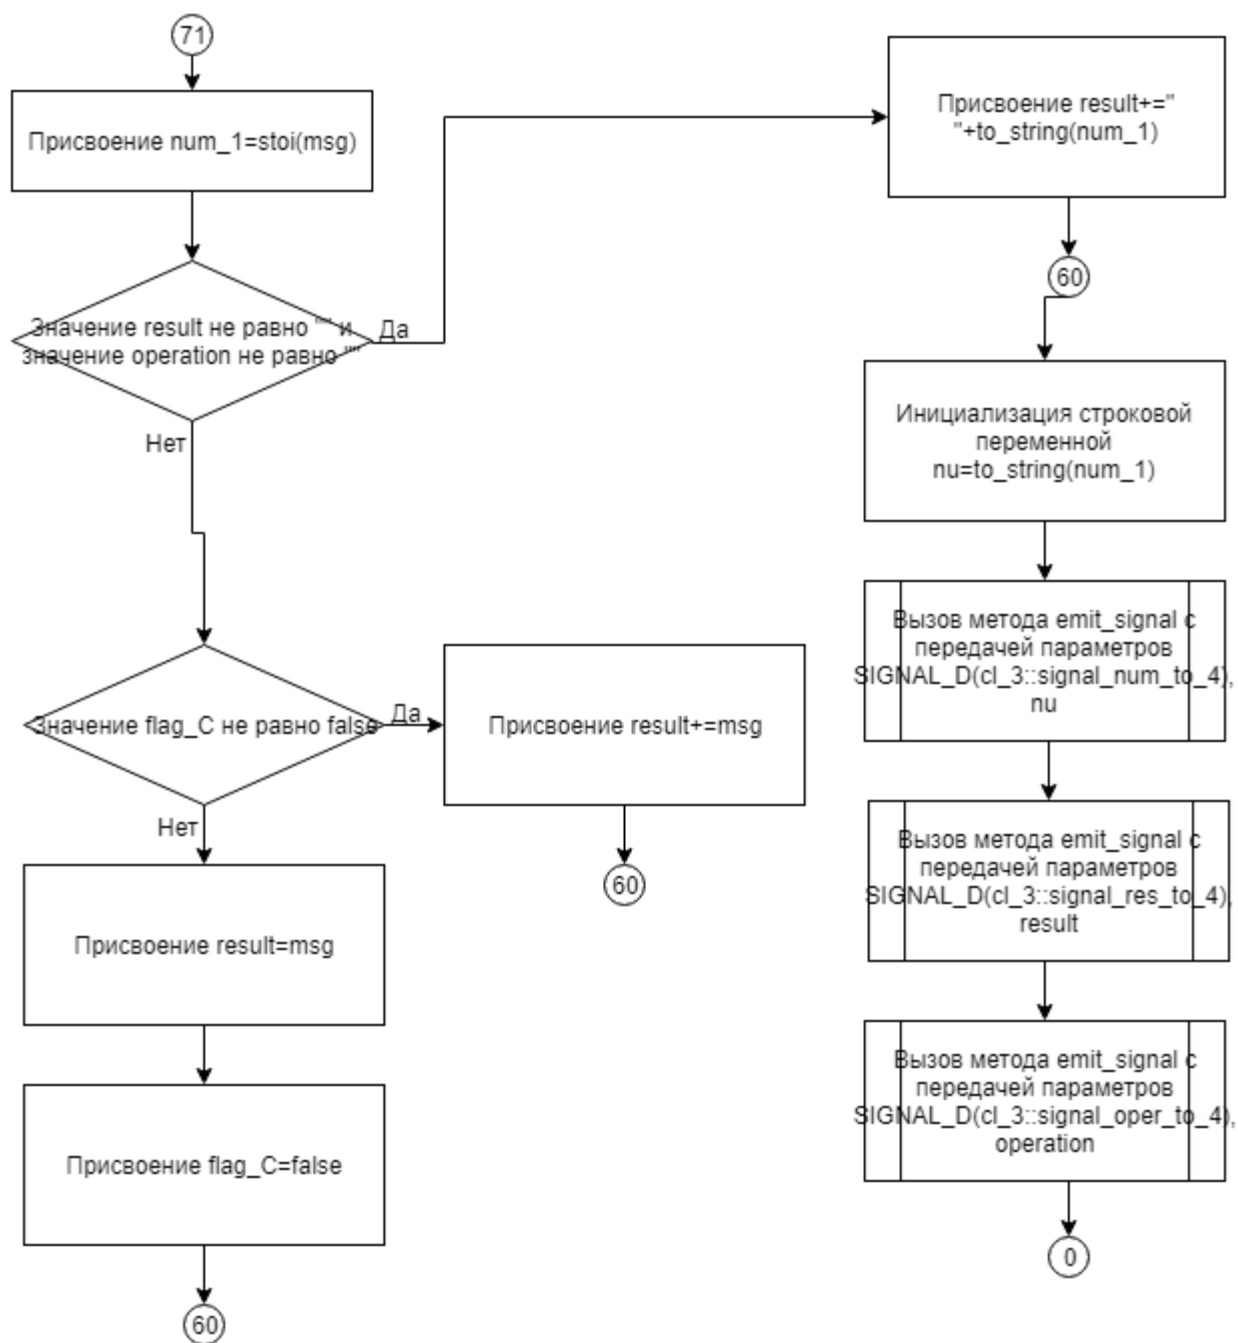 71
Присвоение num_1=stoi(msg)
Значение result не равно "" и
значение operation не равно ""
Да
Нет
Значение flag_C не равно false
Да
Присвоение result+=msg
60
Нет
Присвоение result=msg
Присвоение flag_C=false
60
Присвоение result+="
"+to_string(num_1)
60
Инициализация строковой
переменной
nu=to_string(num_1)
Вызов метода emit_signal с
передачей параметров
SIGNAL_D(cl_3::signal_num_to_4),
nu
Вызов метода emit_signal с
передачей параметров
SIGNAL_D(cl_3::signal_res_to_4),
result
Вызов метода emit_signal с
передачей параметров
SIGNAL_D(cl_3::signal_oper_to_4),
operation
0